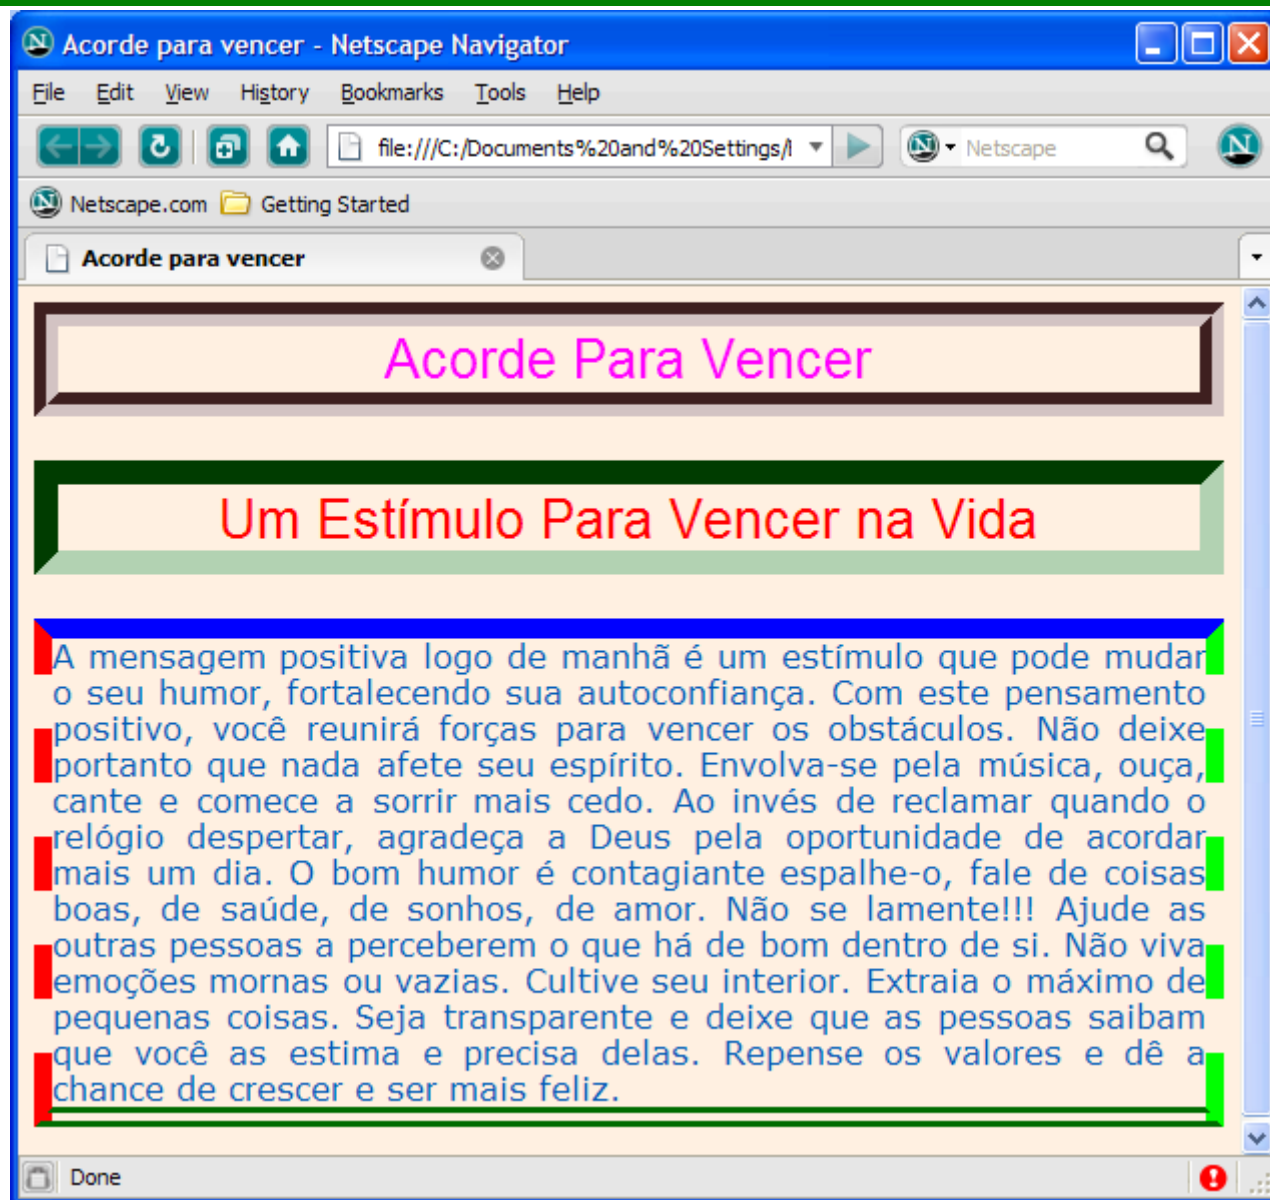 Acorde para vencer - Netscape Navigator
File Edit View History Bookmarks Tools Help
file:///C:/Documents%20and%20Settings/ Netscape
Netscape.com Getting Started
Acorde para vencer
Acorde Para Vencer
Um Estímulo Para Vencer na Vida
A mensagem positiva logo de manhã é um estímulo que pode mudar
o seu humor, fortalecendo sua autoconfiança. Com este pensamento
positivo, você reunirá forças para vencer os obstáculos. Não deixe
portanto que nada afete seu espírito. Envolva-se pela música, ouça,
cante e comece a sorrir mais cedo. Ao invés de reclamar quando o
relógio despertar, agradeça a Deus pela oportunidade de acordar
mais um dia. O bom humor é contagiante espalhe-o, fale de coisas
boas, de saúde, de sonhos, de amor. Não se lamente!!! Ajude as
outras pessoas a perceberem o que há de bom dentro de si. Não viva
emoções mornas ou vazias. Cultive seu interior. Extraia o máximo de
pequenas coisas. Seja transparente e deixe que as pessoas saibam
que você as estima e precisa delas. Repense os valores e dê a
chance de crescer e ser mais feliz.
Done